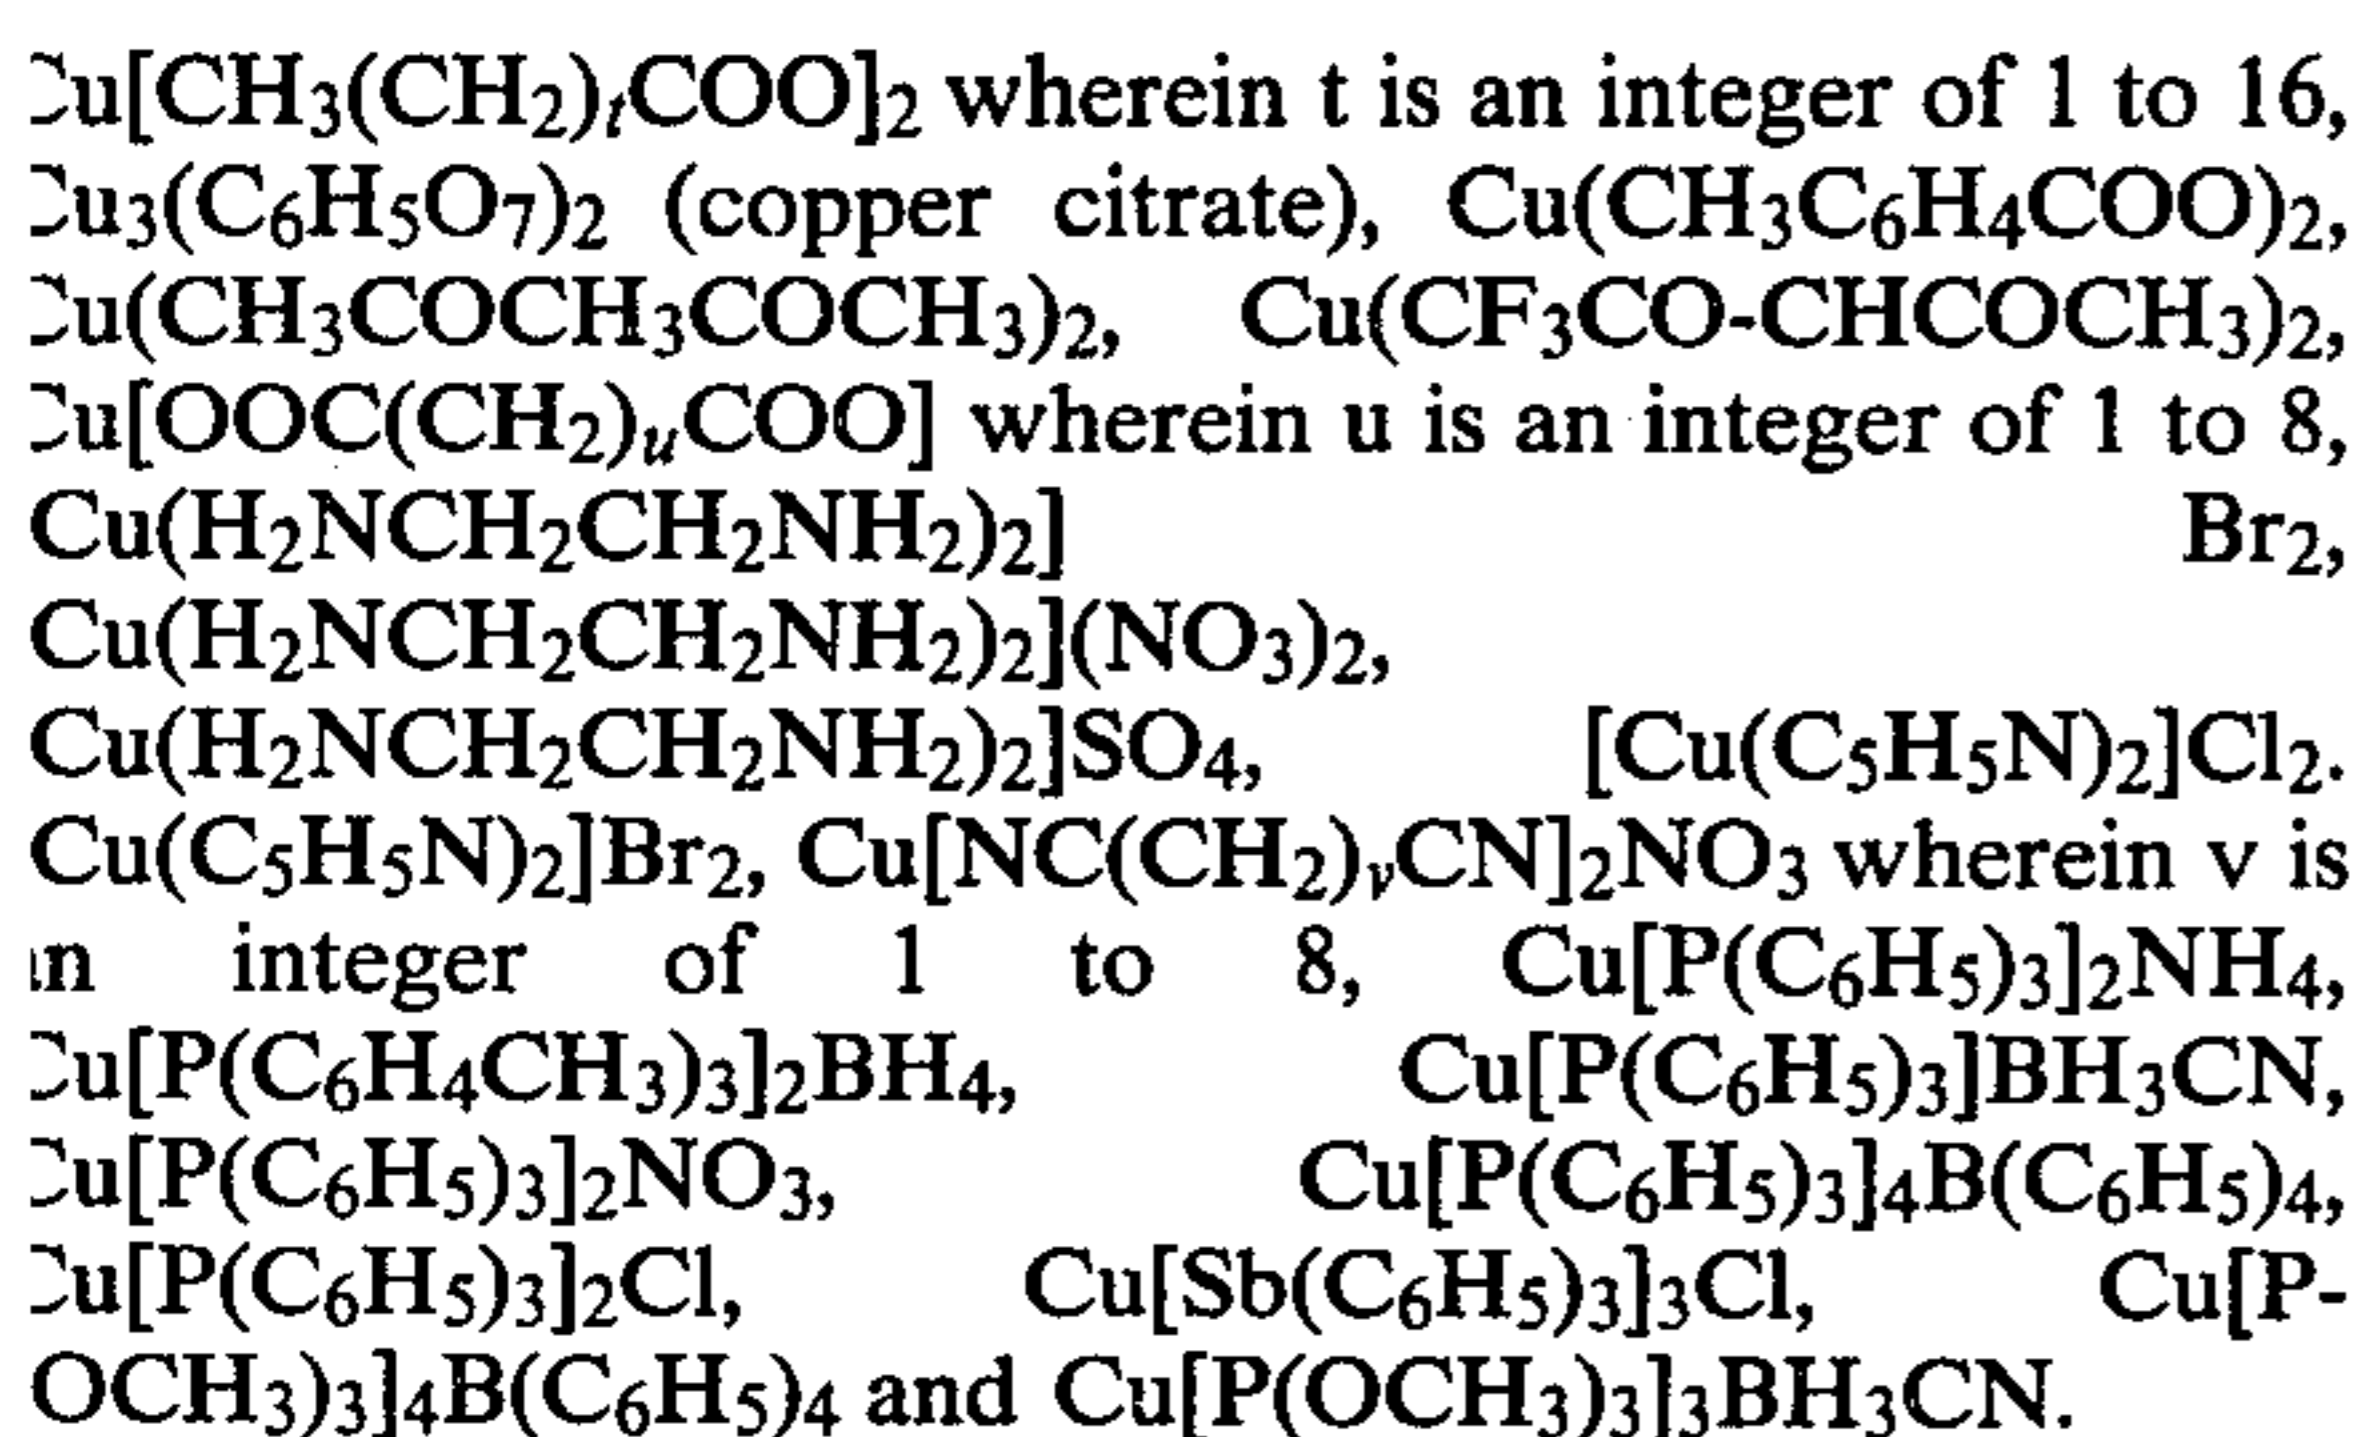 Cu[CH3(CH2)tCOO]2 wherein t is an integer of 1 to 16,
Cu3(C6H5O7)2 (copper citrate), Cu(CH3C6H4COO)2,
Cu(CH3COCH3COCH3)2, Cu(CF3CO-CHCOCH3)2,
Cu[OOC(CH2)uCOO] wherein u is an integer of 1 to 8,
Cu(H2NCH2CH2NH2)2] Br2,
Cu(H2NCH2CH2NH2)2](NO3)2,
Cu(H2NCH2CH2NH2)2]SO4, [Cu(C5H5N)2]Cl2.
Cu(C5H5N)2]Br2, Cu[NC(CH2)vCN]2NO3 wherein v is
n integer of 1 to 8, Cu[P(C6H5)3]2NH4,
Cu[P(C6H4CH3)3]2BH4, Cu[P(C6H5)3]BH3CN,
Cu[P(C6H5)3]2NO3, Cu[P(C6H5)3]4B(C6H5)4,
Cu[P(C6H5)3]2Cl, Cu[Sb(C6H5)3]3Cl, Cu[P-
OCH3)3]4B(C6H5)4 and Cu[P(OCH3)3]3BH3CN.